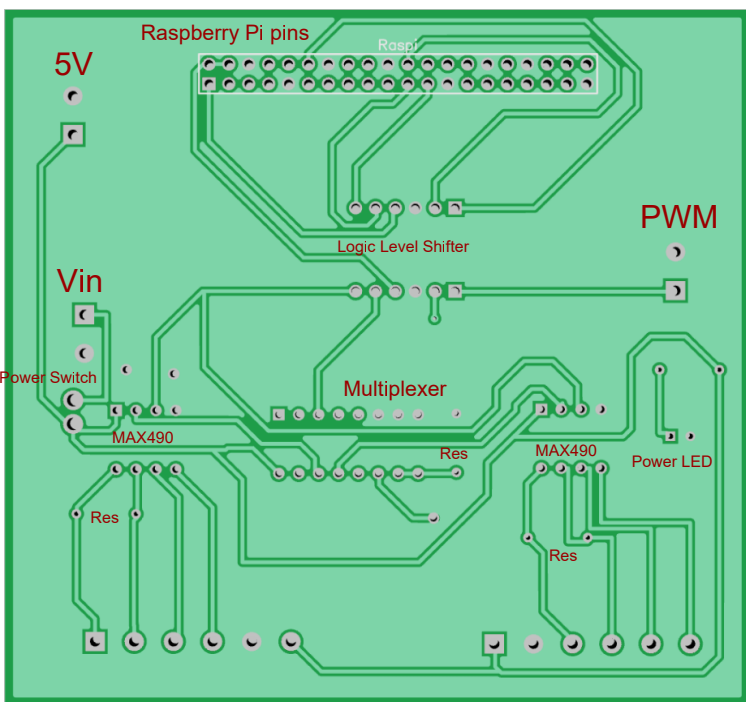 Raspberry Pi pins
Raspi
5V
PWM
Logic Level Shifter
Vin
Power Switch
Multiplexer
MAX490
Res
MAX490
Power LED
Res
Res